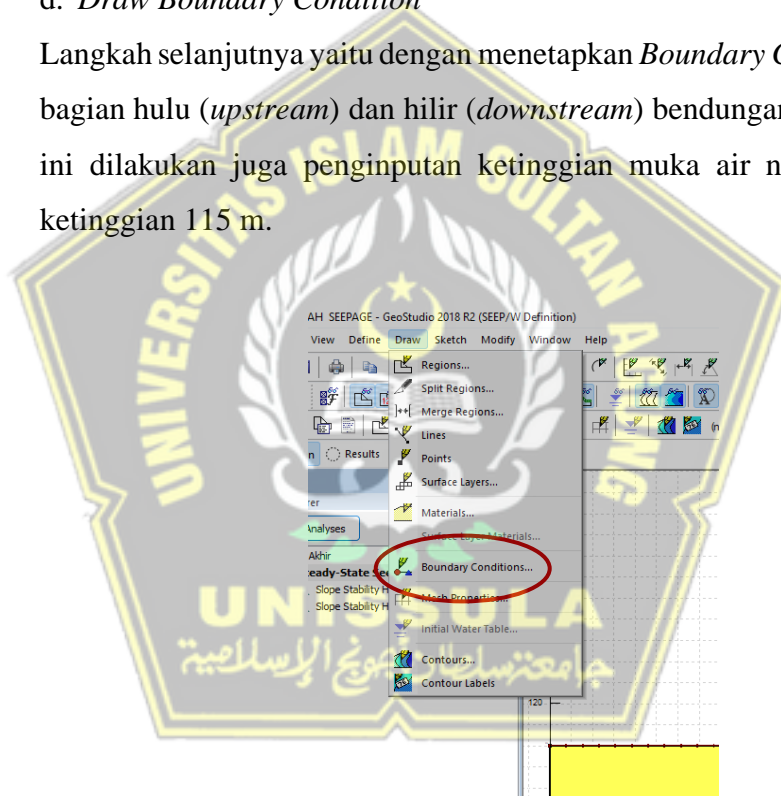 d. Draw Boundary Condition
Langkah selanjutnya yaitu dengan menetapkan Boundary
bagian hulu (upstream) dan hilir (downstream) bendungan
ini dilakukan juga penginputan ketinggian muka air
ketinggian 115 m.
UNIVERSITAS ISLAM SULTAN AGUNG
AH SEEPAGE - GeoStudio 2018 R2 (SEEP/W Definition)
View Define Draw Sketch Modify Window Help
Regions...
Split Regions...
Merge Regions...
Lines
Results
Points
Surface Layers...
Materials...
Analyses
Surface Layer Materials...
Akhir
Boundary Conditions...
eady-State
Slope Stability H
Mesh Properties...
Slope Stability H
UNISSULA
Initial Water Table...
Contours...
Contour Labels
120